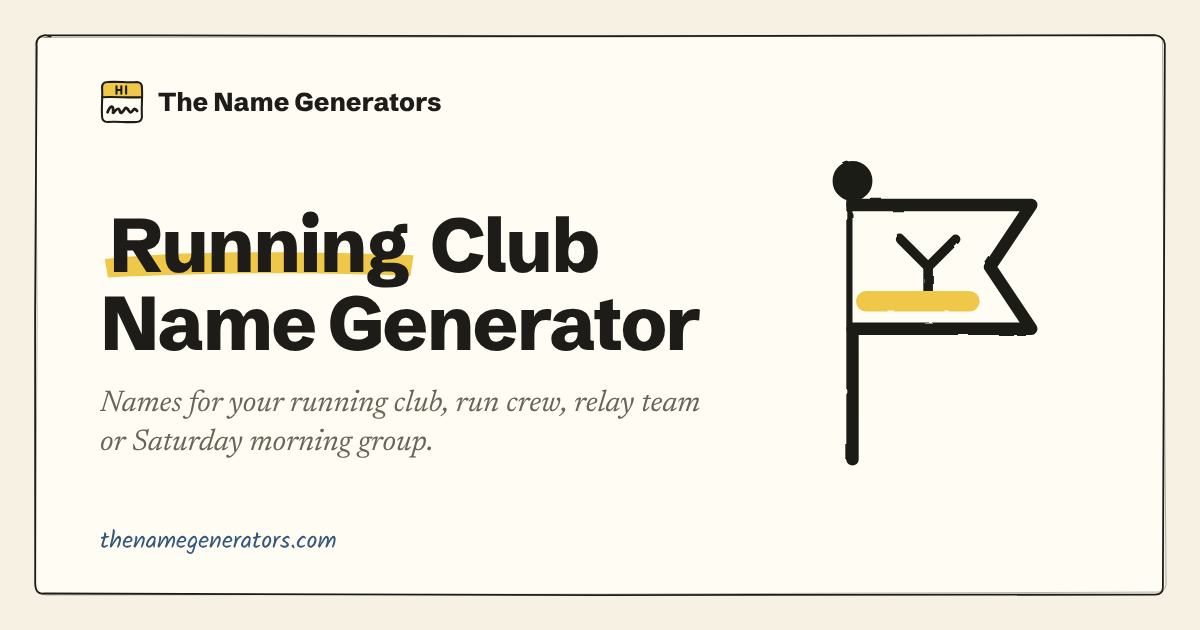 HI
The Name Generators
Running Club
Name Generator
Names for your running club, run crew, relay team
or Saturday morning group.
thenamegenerators.com